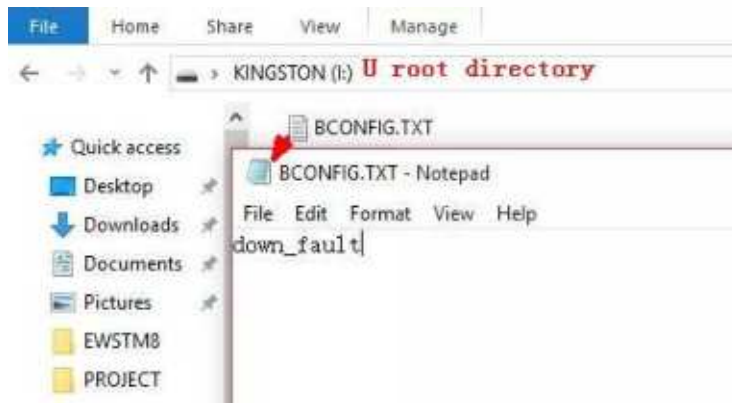 File Home Share View Manage
KINGSTON (I:) U root directory
BCONFIG.TXT
Quick access
BCONFIG.TXT - Notepad
Desktop
File Edit Format View Help
Downloads
down_fault
Documents
Pictures
EWSTM8
PROJECT